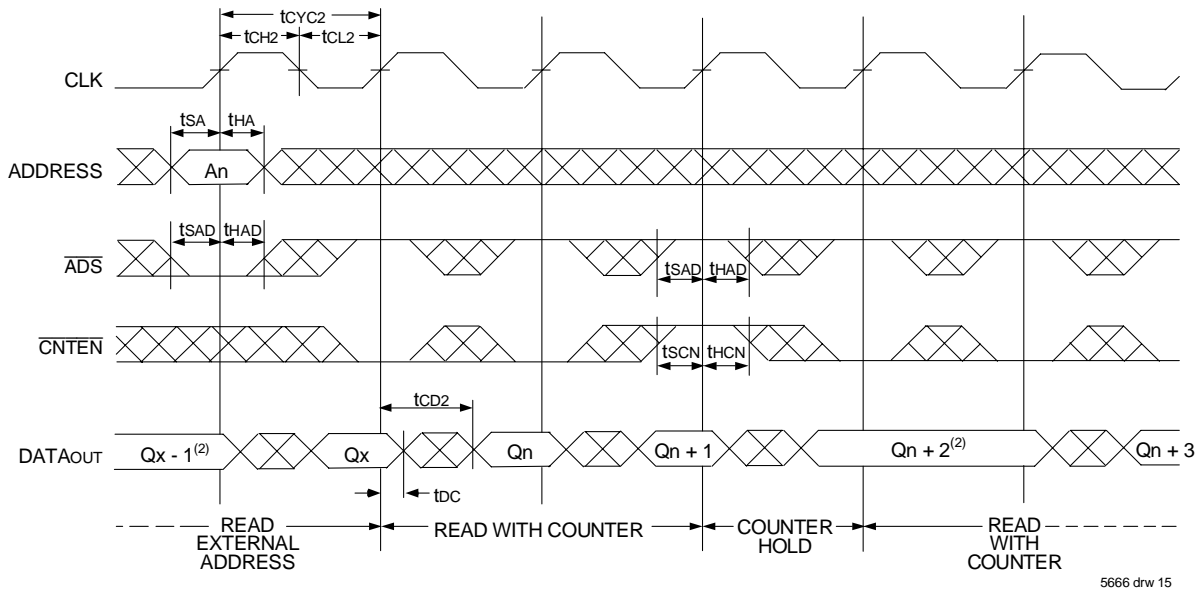 tCYC2
tCH2 tCL2
CLK
tSA tHA
ADDRESS An
tSAD tHAD
ADS
tSAD tHAD
CNTEN
tSCN tHCN
tCD2
DATAOUT Qx - 1(2) Qx Qn Qn + 1 Qn + 2(2) Qn + 3
tDC
READ EXTERNAL ADDRESS
READ WITH COUNTER
COUNTER HOLD
READ WITH COUNTER
5666 drw 15